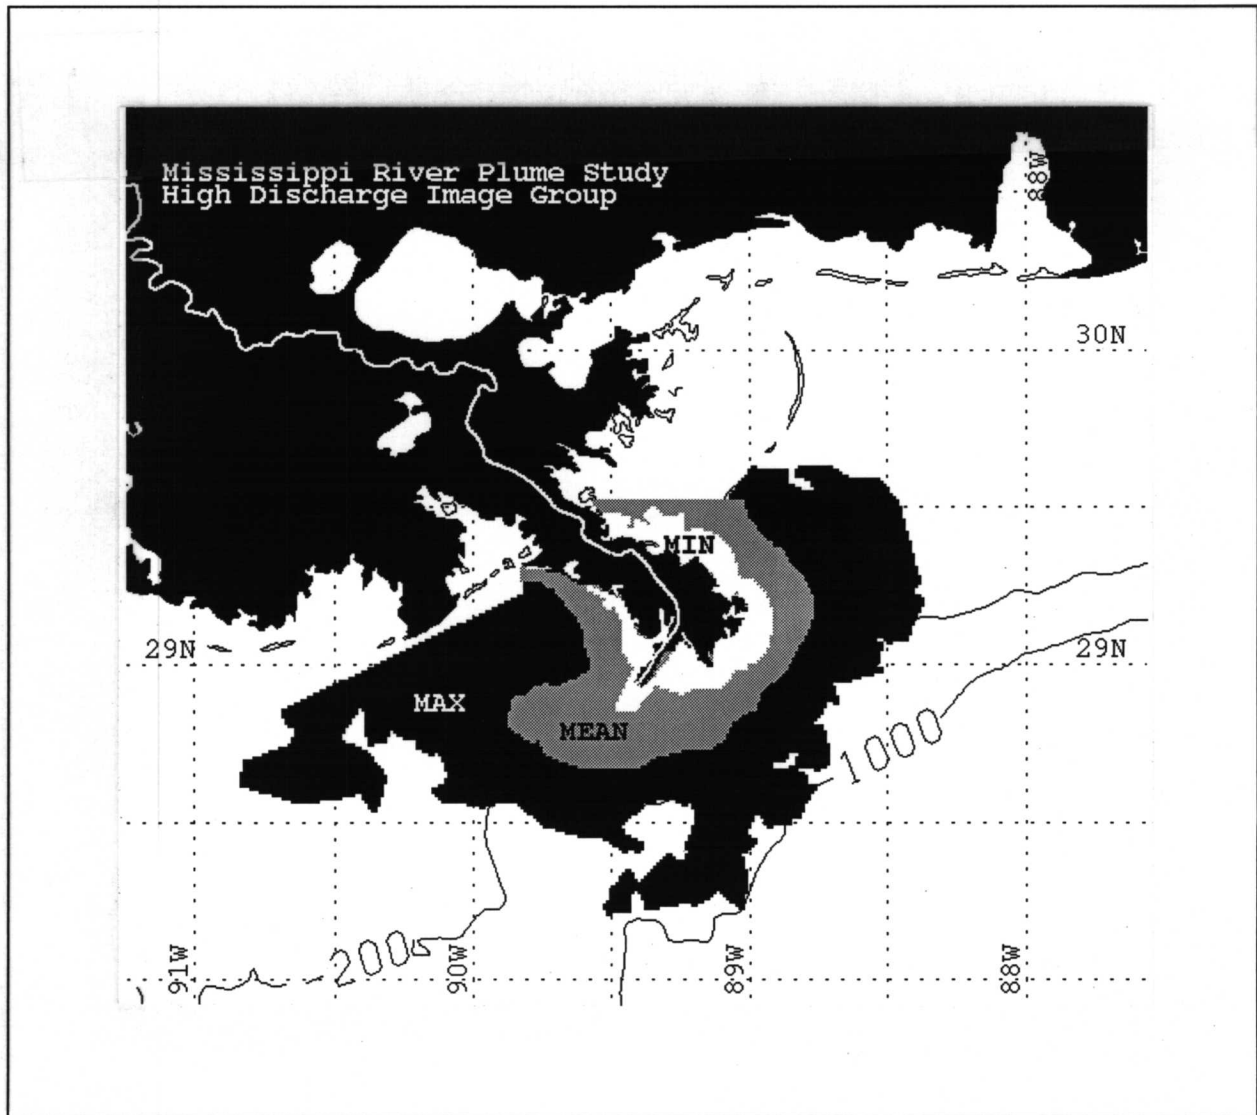 Mississippi River Plume Study
High Discharge Image Group
88W
30N
MIN
29N
29N
MAX
MEAN
1000
200
91W
90W
89W
88W